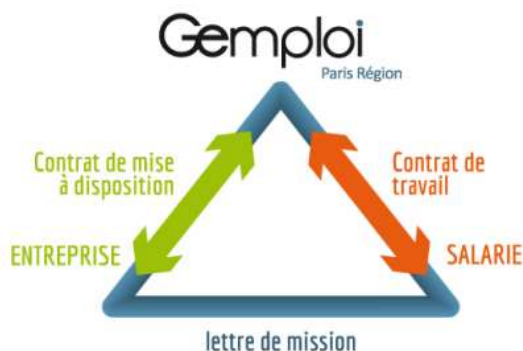 Gemploi
Paris Région
Contrat de mise
à disposition
Contrat de
travail
ENTREPRISE
SALARIE
lettre de mission